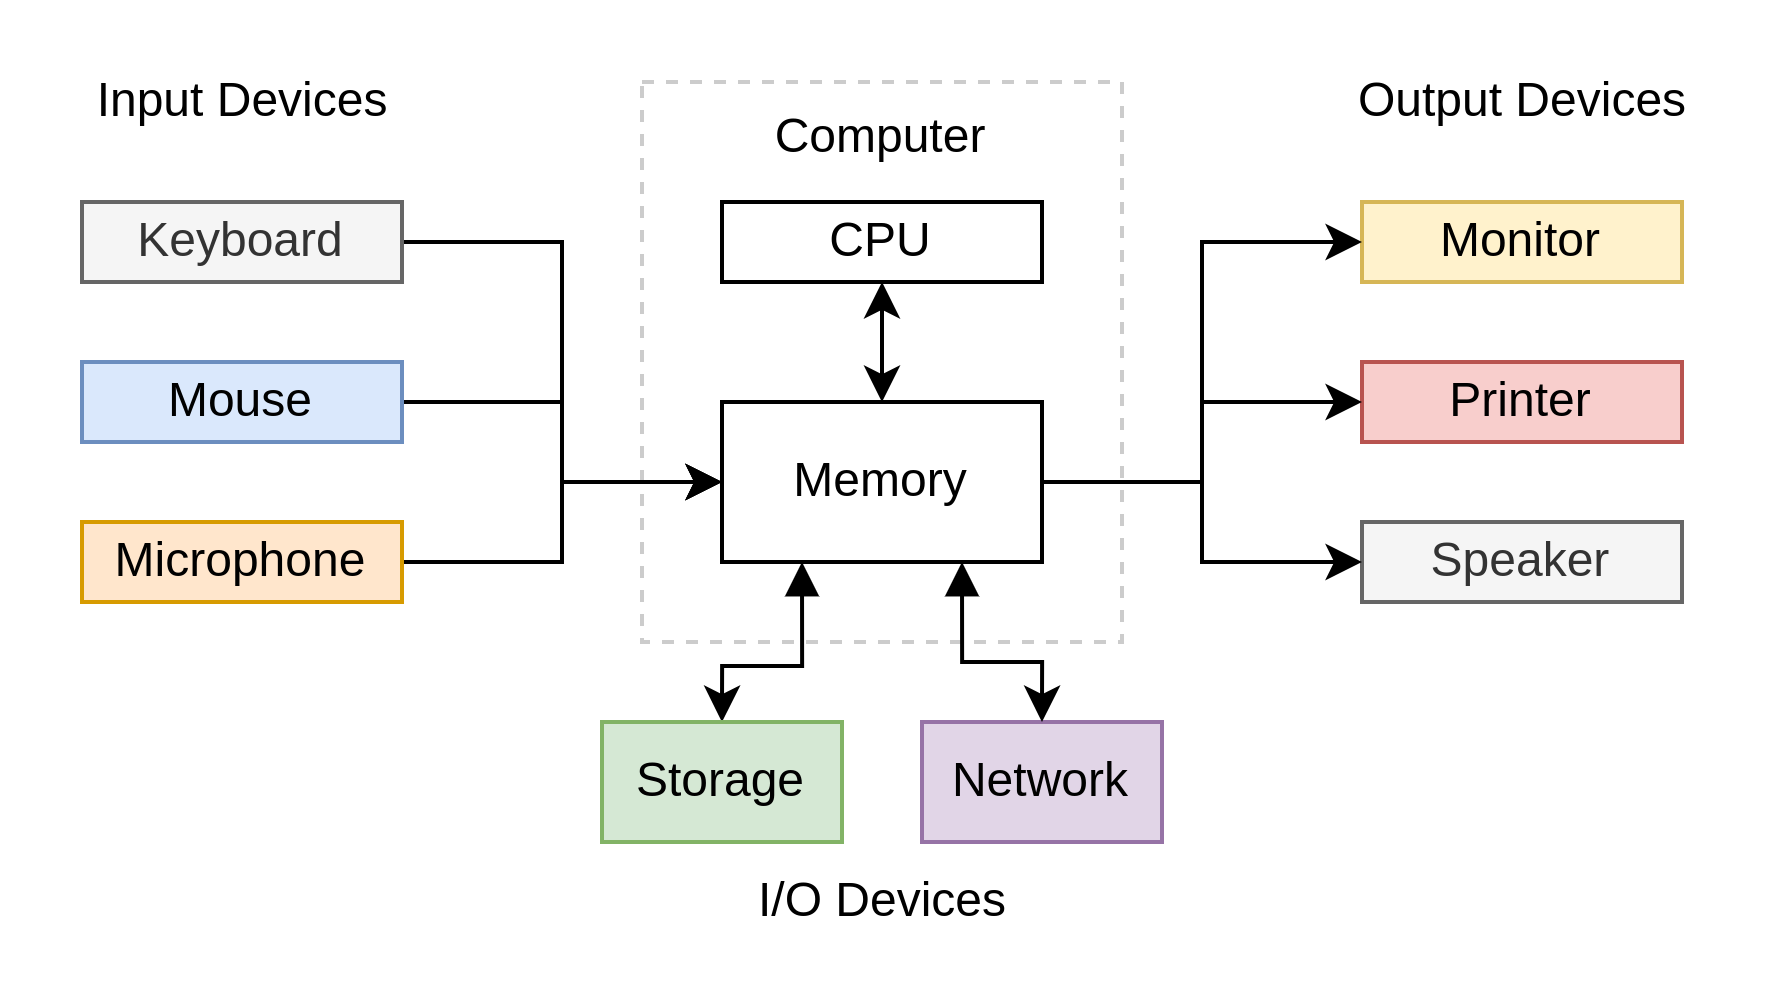 Input Devices
Keyboard
Mouse
Microphone
Computer
CPU
Memory
Storage
Network
I/O Devices
Output Devices
Monitor
Printer
Speaker